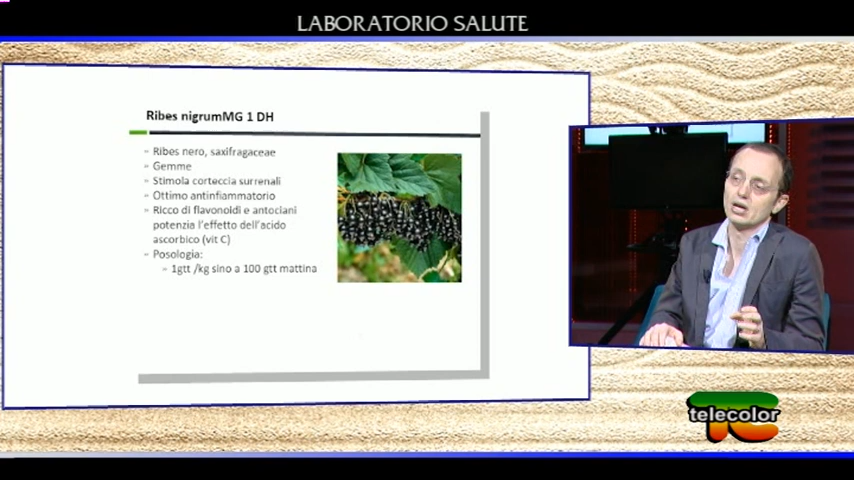 LABORATORIO SALUTE
Ribes nigrumMG 1 DH
– Ribes nero, saxifragaceae
– Gemme
– Stimola corteccia surrenali
– Ottimo antinfiammatorio
– Ricco di flavonoidi e antociani
potenzia l'effetto dell'acido
ascorbico (vit C)
– Posologia:
– 1gtt /kg sino a 100 gtt mattina
telecolor
TC